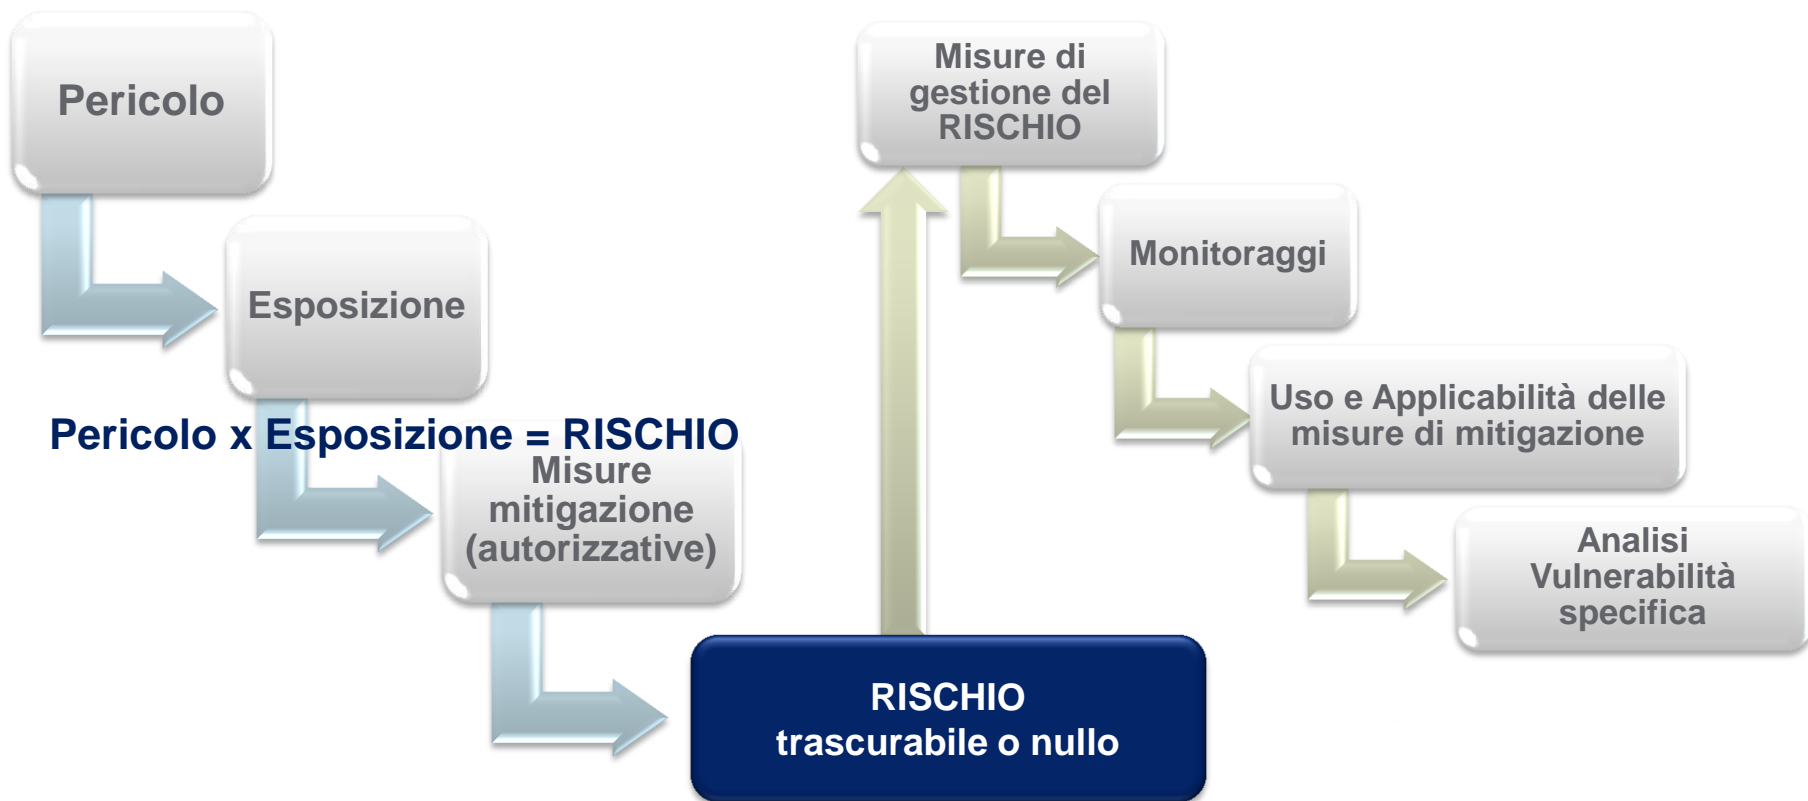 Pericolo
Esposizione
Pericolo x Esposizione = RISCHIO
Misure
mitigazione
(autorizzative)
RISCHIO
trascurabile o nullo
Misure di
gestione del
RISCHIO
Monitoraggi
Uso e Applicabilità delle
misure di mitigazione
Analisi
Vulnerabilità
specifica